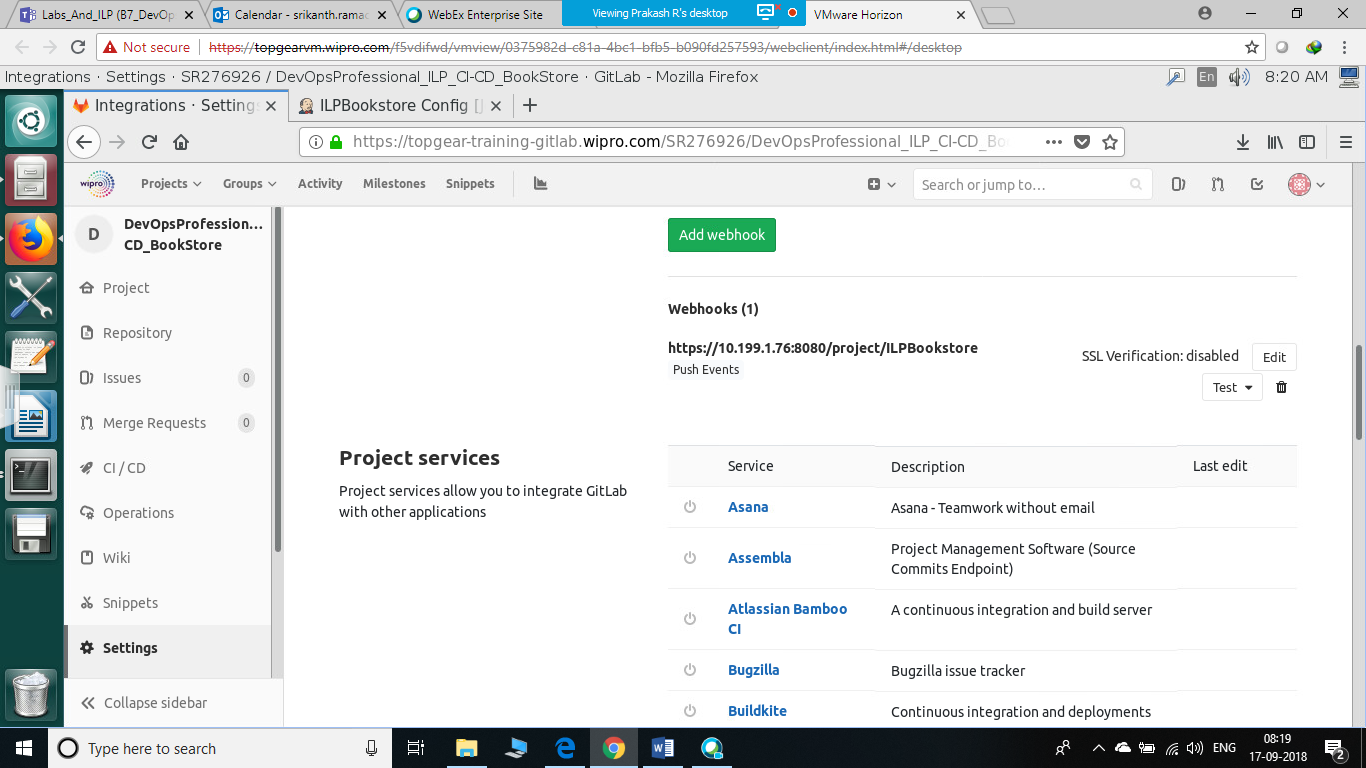 Labs_And_ILP (B7_DevOp
Calendar - srikanth.ramac
WebEx Enterprise Site
Viewing Prakash R's desktop
VMware Horizon
Not secure
https://topgearvm.wipro.com/f5vdifwd/vmview/0375982d-c81a-4bc1-bfb5-b090fd257593/webclient/index.html#/desktop
Integrations · Settings · SR276926 / DevOpsProfessional_ILP_CI-CD_BookStore · GitLab - Mozilla Firefox
En
8:20 AM
Integrations · Setting
ILPBookstore Config [J
https://topgear-training-gitlab.wipro.com/SR276926/DevOpsProfessional_ILP_CI-CD_Bo
wipro
Projects
Groups
Activity
Milestones
Snippets
Search or jump to…
D
DevOpsProfession…
CD_BookStore
Project
Repository
Issues
0
Merge Requests
0
CI / CD
Operations
Wiki
Snippets
Settings
Collapse sidebar
Add webhook
Webhooks (1)
https://10.199.1.76:8080/project/ILPBookstore
Push Events
SSL Verification: disabled
Edit
Test
Project services
Project services allow you to integrate GitLab
with other applications
Service
Description
Last edit
Asana
Asana - Teamwork without email
Assembla
Project Management Software (Source
Commits Endpoint)
Atlassian Bamboo
CI
A continuous integration and build server
Bugzilla
Bugzilla issue tracker
Buildkite
Continuous integration and deployments
Type here to search
ENG
08:19
17-09-2018
2